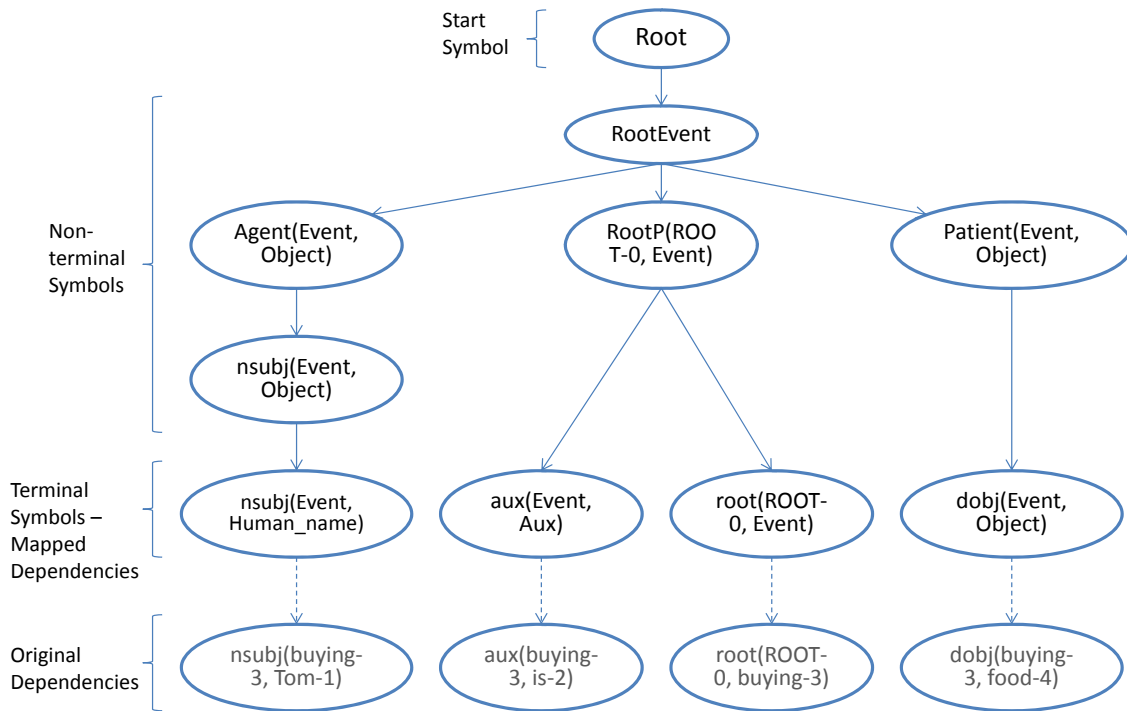 Start
Symbol
Root
RootEvent
Non-
terminal
Symbols
Agent(Event,
Object)
RootP(ROO
T-0, Event)
Patient(Event,
Object)
nsubj(Event,
Object)
Terminal
Symbols –
Mapped
Dependencies
nsubj(Event,
Human_name)
aux(Event,
Aux)
root(ROOT-
0, Event)
dobj(Event,
Object)
Original
Dependencies
nsubj(buying-
3, Tom-1)
aux(buying-
3, is-2)
root(ROOT-
0, buying-3)
dobj(buying-
3, food-4)